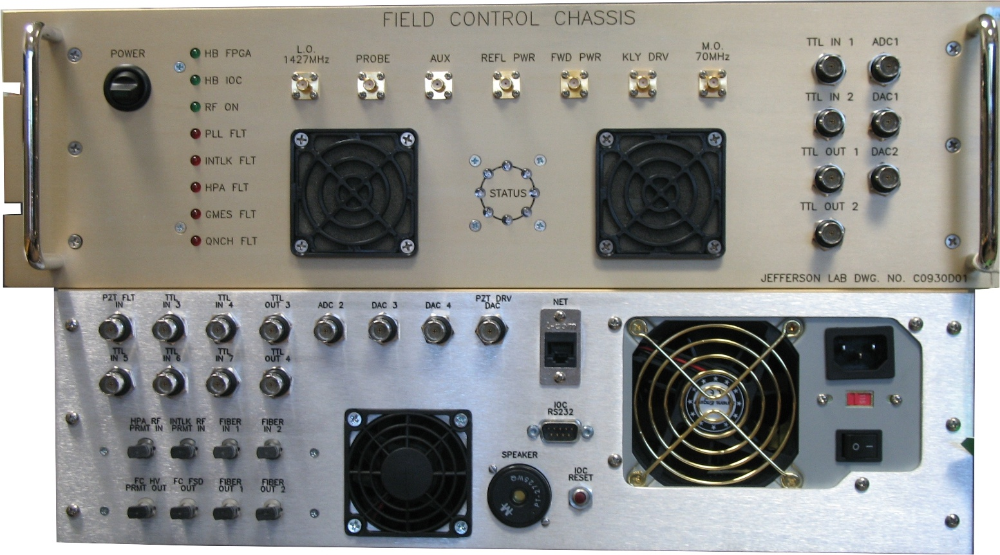 FIELD CONTROL CHASSIS
POWER
HB FPGA
HB IOC
RF ON
PLL FLT
INTLK FLT
HPA FLT
GMES FLT
QNCH FLT
L.O.
1427MHz
PROBE
AUX
REFL PWR
FWD PWR
KLY DRV
M.O.
70MHz
STATUS
TTL IN 1
ADC1
TTL IN 2
DAC1
TTL OUT 1
DAC2
TTL OUT 2
JEFFERSON LAB DWG. NO. C0930D01
PZT FLT
IN
TTL
IN 3
TTL
IN 4
TTL
OUT 3
ADC 2
DAC 3
DAC 4
PZT DRV
DAC
NET
TTL
IN 5
TTL
IN 6
TTL
IN 7
TTL
OUT 4
HPA RF
PRMT IN
INTLK RF
PRMT IN
FIBER
IN 1
FIBER
IN 2
FC HV
PRMT OUT
FC FSD
OUT
FIBER
OUT 1
FIBER
OUT 2
IOC
RS232
SPEAKER
PT-2725WQ
IOC
RESET